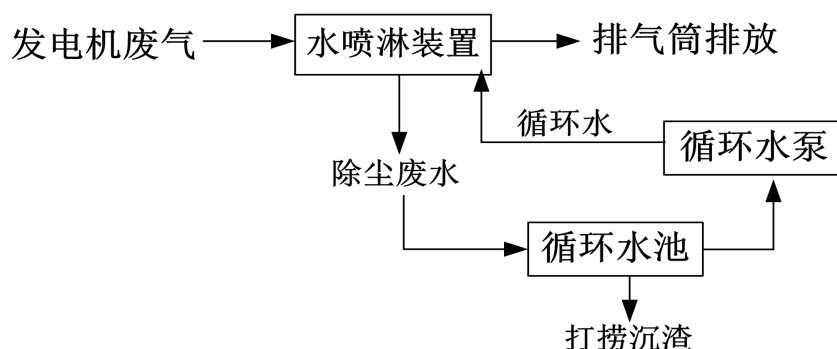 发电机废气
水喷淋装置
排气筒排放
循环水
循环水泵
除尘废水
循环水池
打捞沉渣